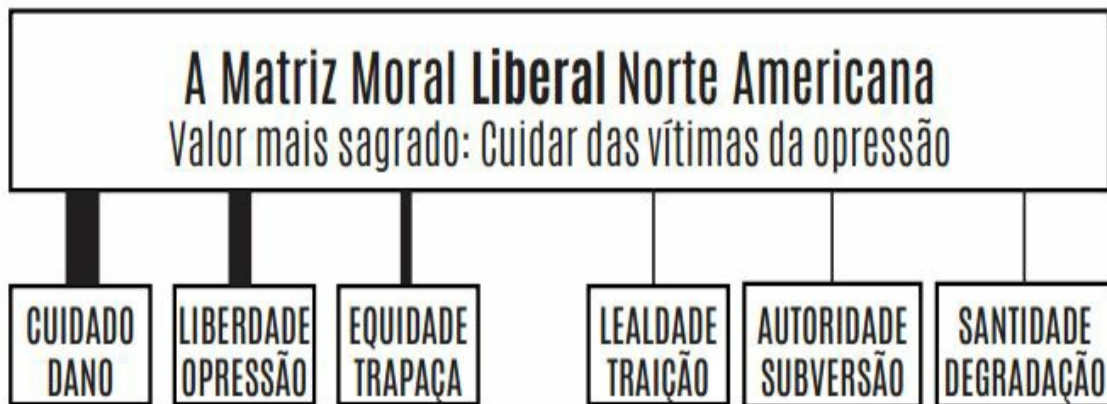 A Matriz Moral Liberal Norte Americana
Valor mais sagrado: Cuidar das vítimas da opressão
CUIDADO
DANO
LIBERDADE
OPRESSÃO
EQUIDADE
TRAPAÇA
LEALDADE
TRAIÇÃO
AUTORIDADE
SUBVERSÃO
SANTIDADE
DEGRADAÇÃO